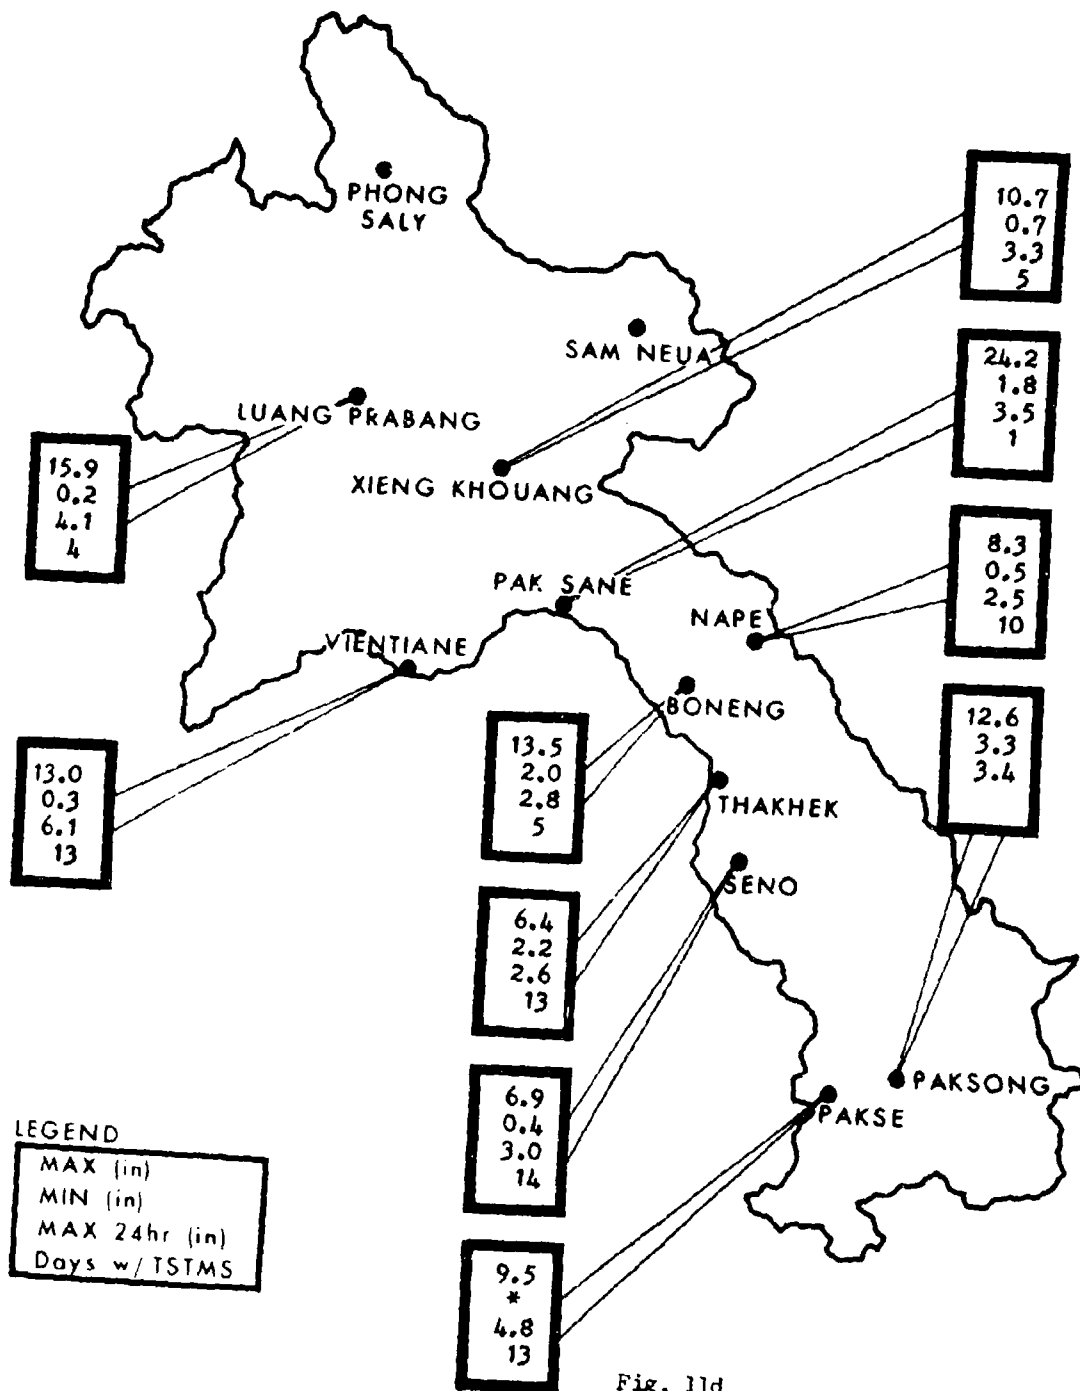 PHONG
SALY
10.7
0.7
3.3
5
SAM NEUA
24.2
1.8
3.5
1
LUANG PRABANG
15.9
0.2
4.1
4
XIENG KHOUANG
8.3
0.5
2.5
10
PAK SANE
NAPE
VIENTIANE
BONENG
12.6
3.3
3.4
13.0
0.3
6.1
13
13.5
2.0
2.8
5
THAKHEK
SENO
6.4
2.2
2.6
13
PAKSONG
PAKSE
6.9
0.4
3.0
14
LEGEND
MAX (in)
MIN (in)
MAX 24hr (in)
Days w/TSTMS
9.5
*
4.8
13
Fig. 11d